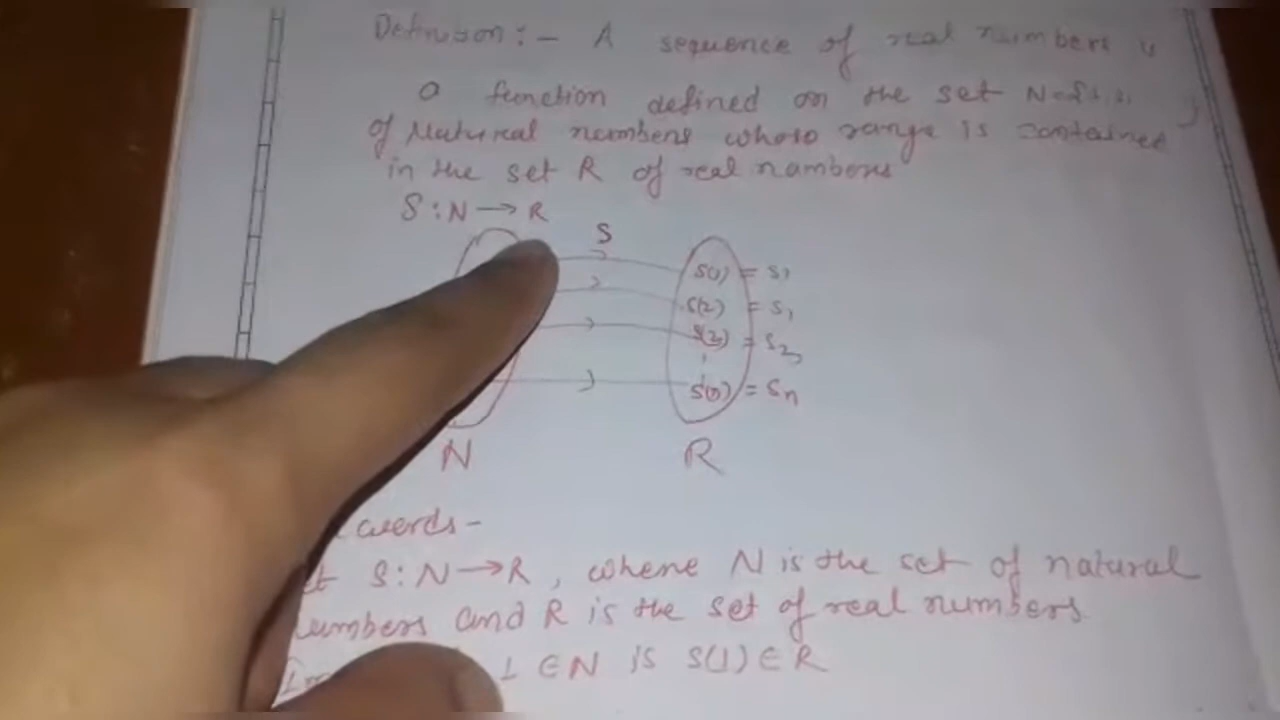 Definition :- A sequence of real numbers is
a function defined on the set N
of Natural numbers whose range is contained
in the set R of real numbers
S : N → R
S
S(1) = S1
S(2) = S1
S(2) = S2
S(n) = Sn
N R
words -
S : N → R , where N is the set of natural
numbers and R is the set of real numbers
1 ∈ N is S(1) ∈ R